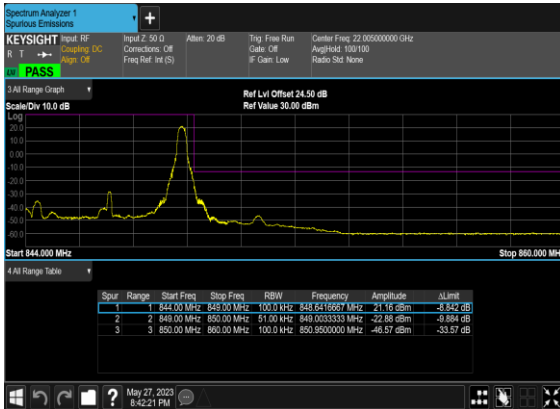 Spectrum Analyzer 1
Spurious Emissions
KEYSIGHT Input: RF Input Z: 50 Ω Atten: 20 dB Trig: Free Run Center Freq: 22.005000000 GHz
R T Coupling: DC Corrections: Off Gate: Off Avg|Hold: 100/100
Align: Off Freq Ref: Int (S) IF Gain: Low Radio Std: None
PASS
3 All Range Graph
Ref Lvl Offset 24.50 dB
Scale/Div 10.0 dB Ref Value 30.00 dBm
Log
20.0
10.0
0.00
-10.0
-20.0
-30.0
-40.0
-50.0
-60.0
Start 844.000 MHz Stop 860.000 MH
4 All Range Table
Spur Range Start Freq Stop Freq RBW Frequency Amplitude ΔLimit
1 1 844.00 MHz 849.00 MHz 100.0 kHz 848.6416667 MHz 21.16 dBm -8.842 dB
2 2 849.00 MHz 850.00 MHz 51.00 kHz 849.0033333 MHz -22.88 dBm -9.884 dB
3 3 850.00 MHz 860.00 MHz 100.0 kHz 850.9500000 MHz -46.57 dBm -33.57 dB
May 27, 2023
8:42:21 PM